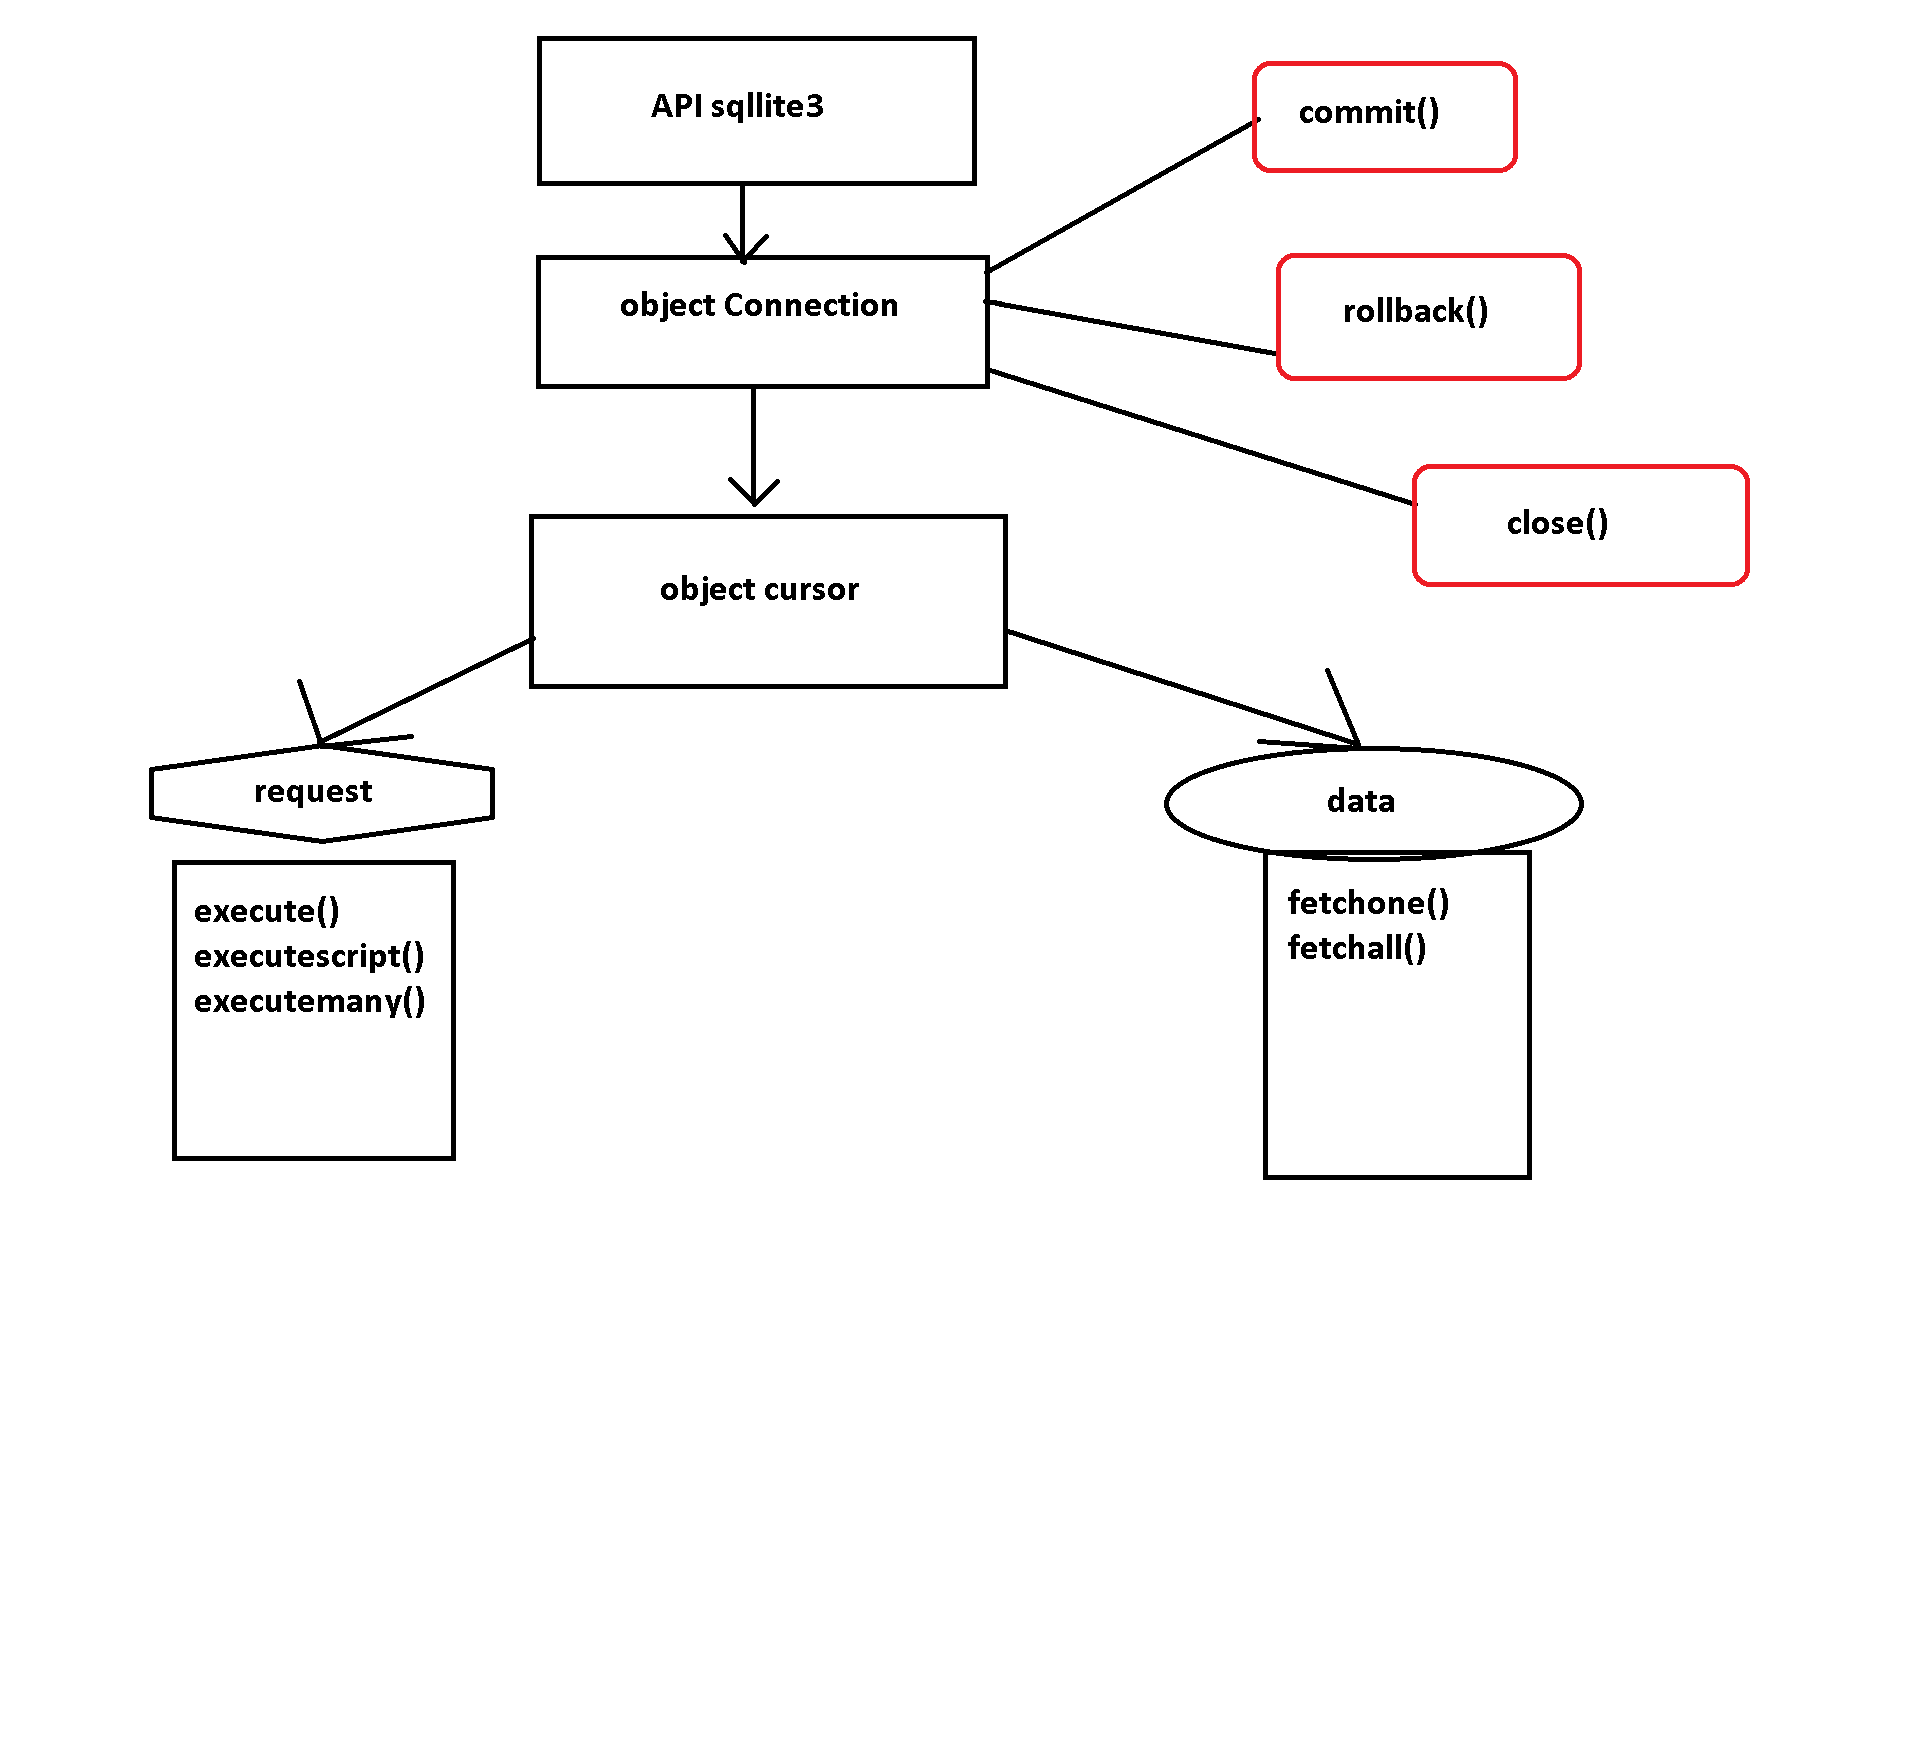 API sqllite3
commit()
object Connection
rollback()
close()
object cursor
request
execute()
executescript()
executemany()
data
fetchone()
fetchall()